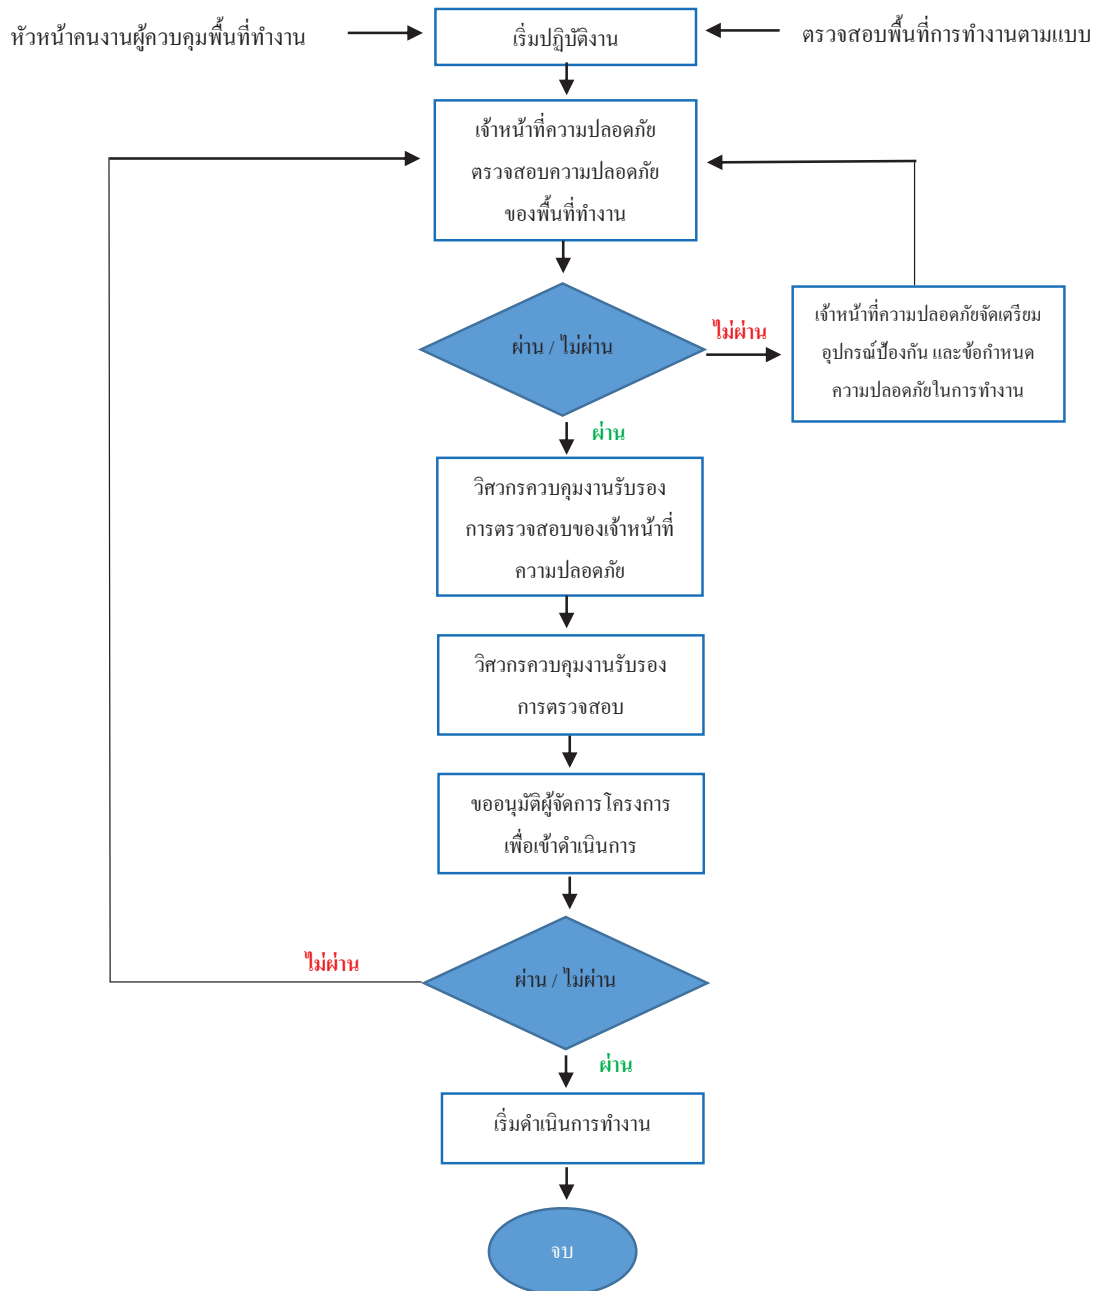 หัวหน้าคนงานผู้ควบคุมพื้นที่ทำงาน
เริ่มปฏิบัติงาน
ตรวจสอบพื้นที่การทำงานตามแบบ
เจ้าหน้าที่ความปลอดภัย
ตรวจสอบความปลอดภัย
ของพื้นที่ทำงาน
ผ่าน / ไม่ผ่าน
ไม่ผ่าน
เจ้าหน้าที่ความปลอดภัยจัดเตรียม
อุปกรณ์ป้องกัน และข้อกำหนด
ความปลอดภัยในการทำงาน
ผ่าน
วิศวกรควบคุมงานรับรอง
การตรวจสอบของเจ้าหน้าที่
ความปลอดภัย
วิศวกรควบคุมงานรับรอง
การตรวจสอบ
ขออนุมัติผู้จัดการโครงการ
เพื่อเข้าดำเนินการ
ไม่ผ่าน
ผ่าน / ไม่ผ่าน
ผ่าน
เริ่มดำเนินการทำงาน
จบ